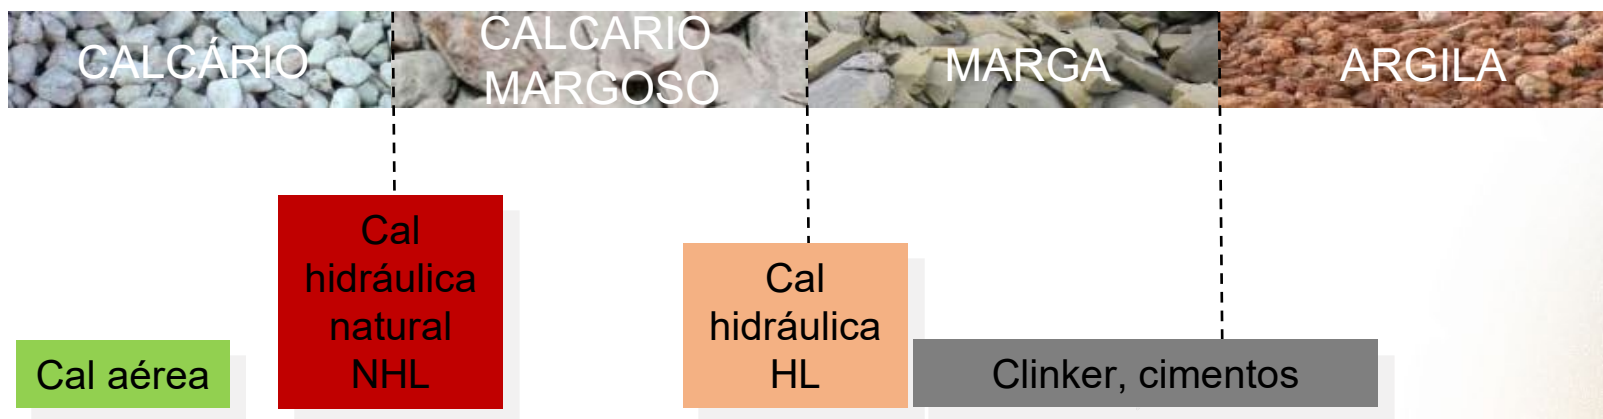 CALCÁRIO
CALCARIO
MARGOSO
MARGA
ARGILA
Cal aérea
Cal
hidráulica
natural
NHL
Cal
hidráulica
HL
Clinker, cimentos